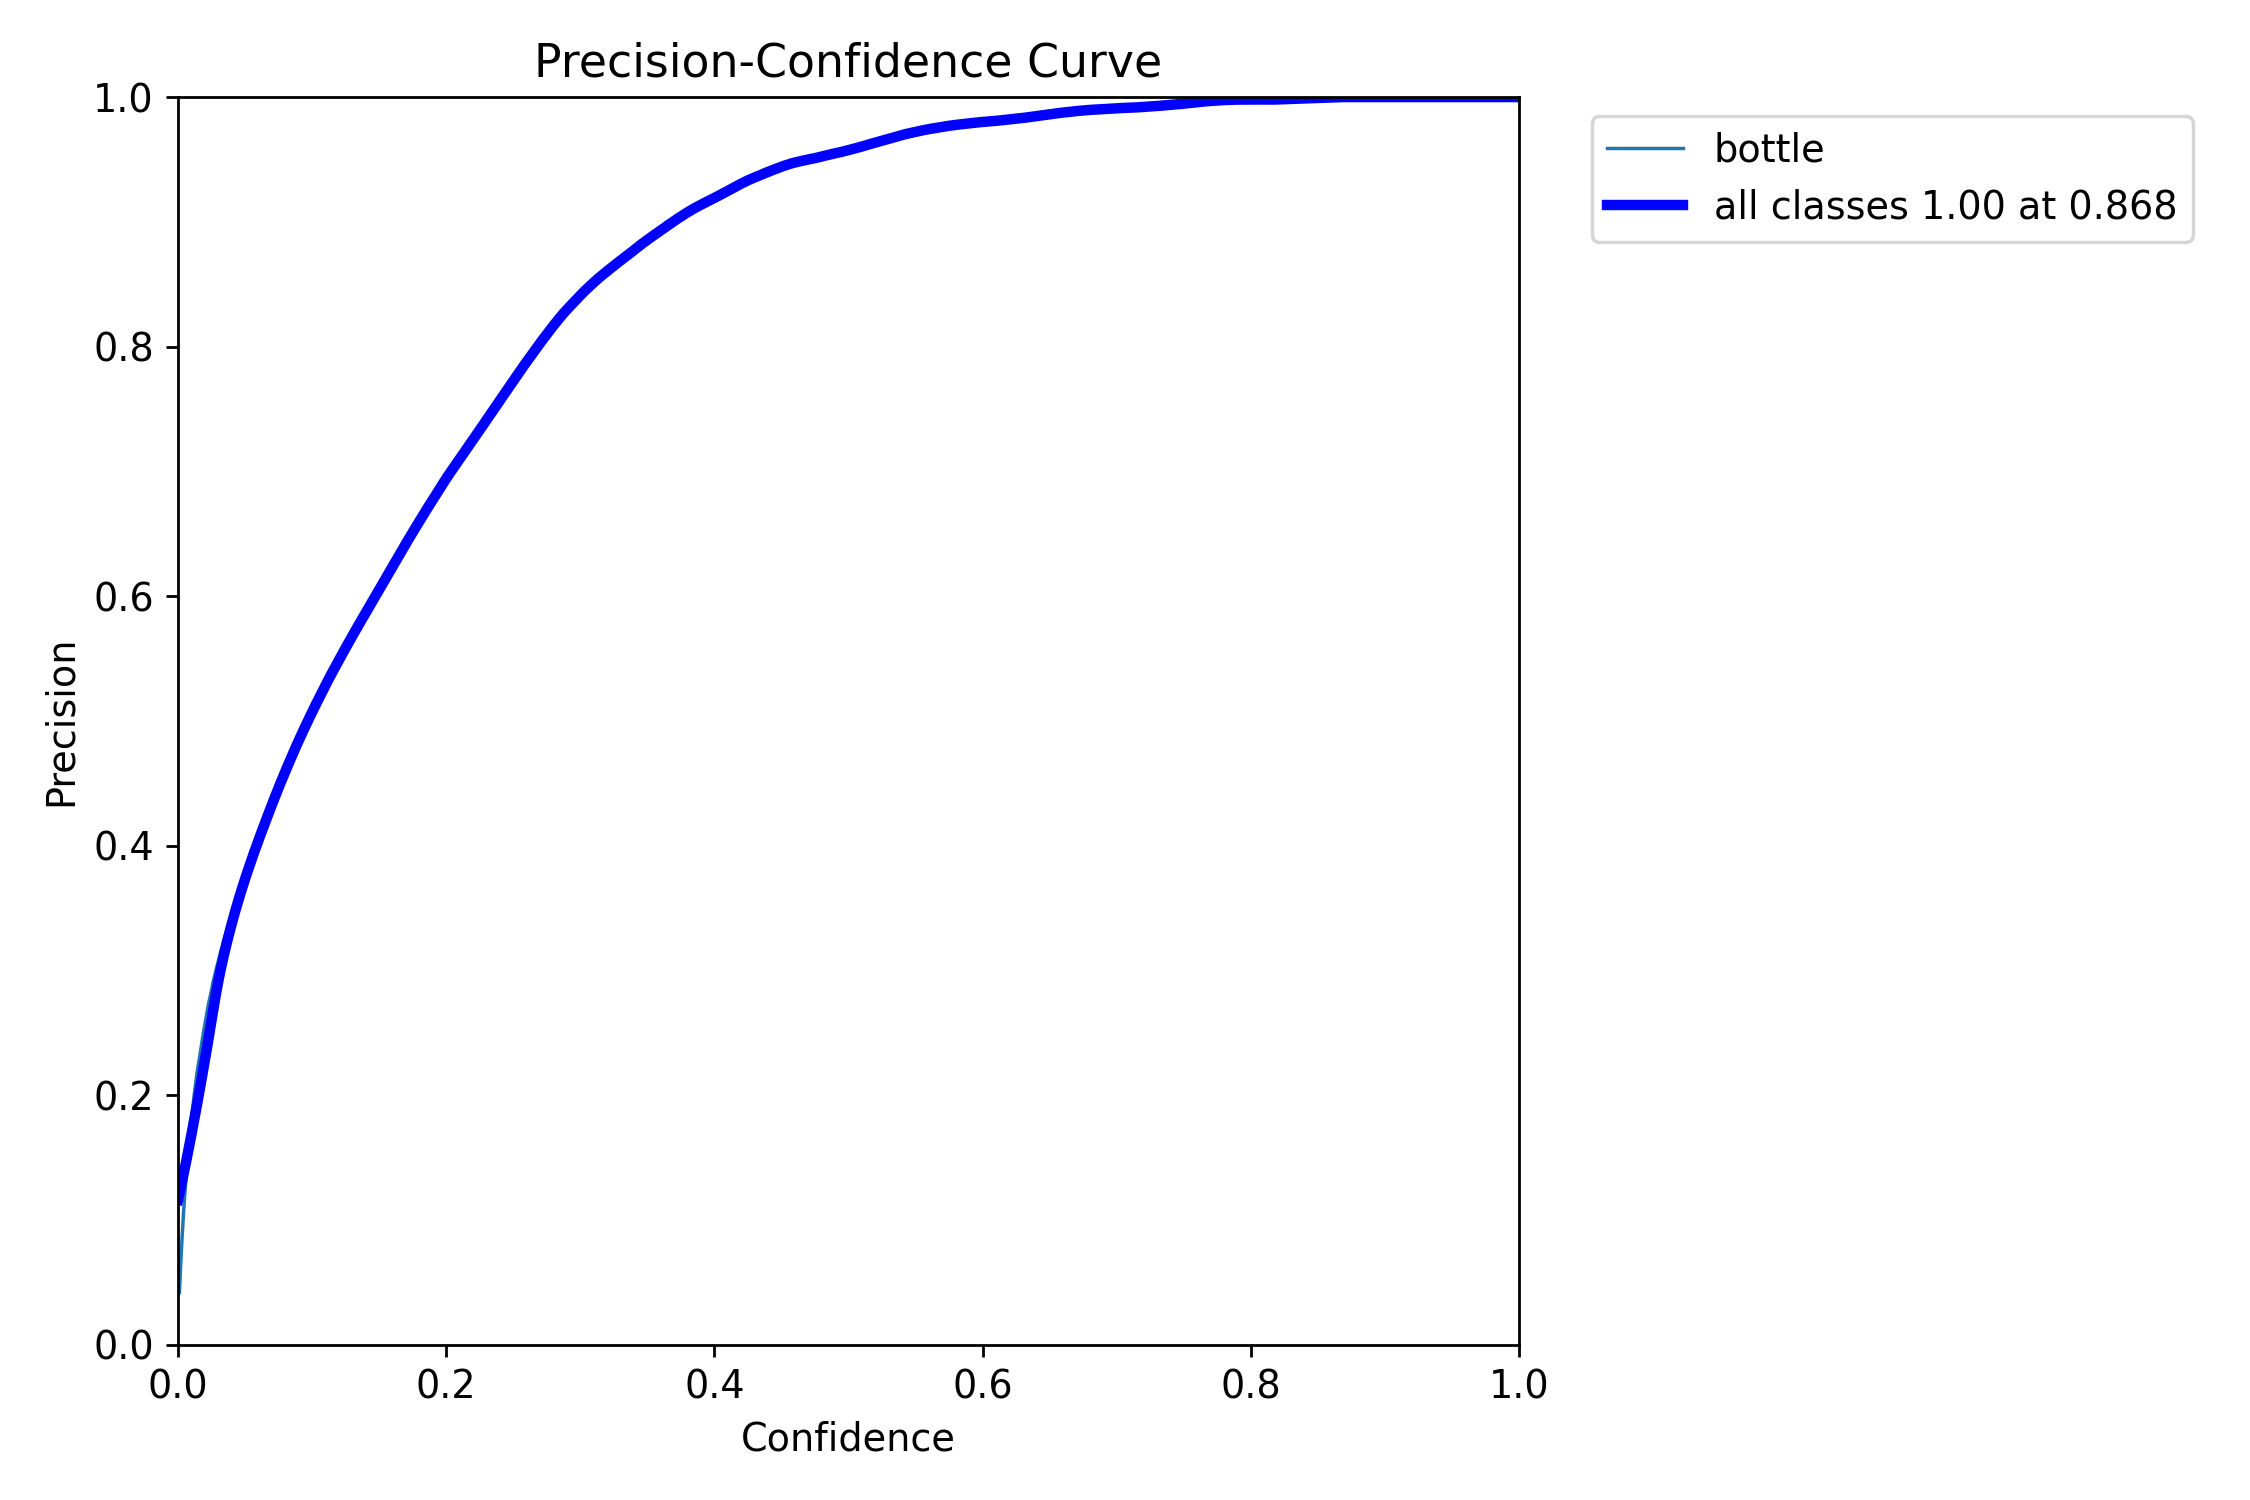 Precision-Confidence Curve
1.0
0.8
0.6
0.4
0.2
0.0
Precision
0.0 0.2 0.4 0.6 0.8 1.0
Confidence
bottle
all classes 1.00 at 0.868